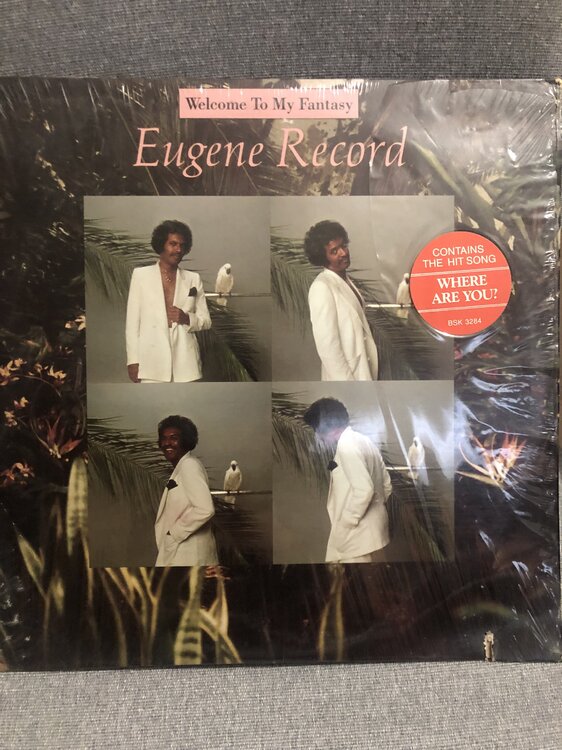 Welcome To My Fantasy
Eugene Record
CONTAINS
THE HIT SONG
WHERE
ARE YOU?
BSK 3284